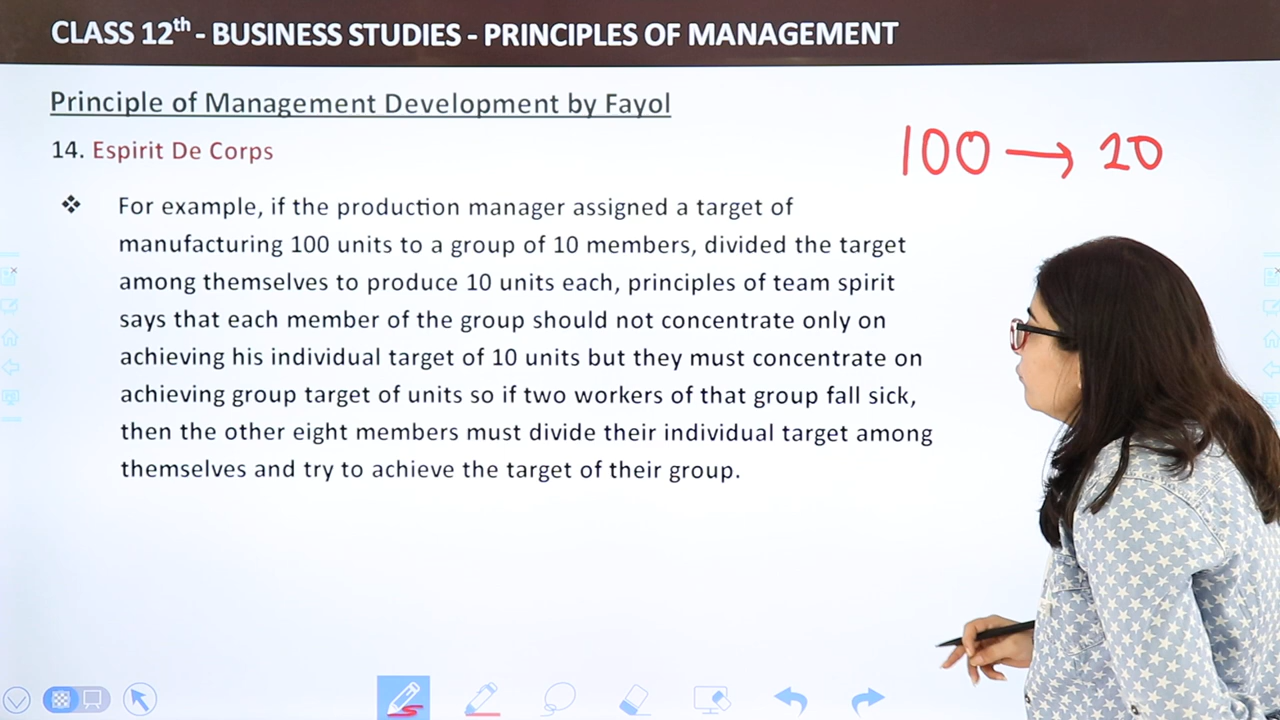 CLASS 12th - BUSINESS STUDIES - PRINCIPLES OF MANAGEMENT
Principle of Management Development by Fayol
14. Espirit De Corps
100 → 20
❖ For example, if the production manager assigned a target of
manufacturing 100 units to a group of 10 members, divided the target
among themselves to produce 10 units each, principles of team spirit
says that each member of the group should not concentrate only on
achieving his individual target of 10 units but they must concentrate on
achieving group target of units so if two workers of that group fall sick,
then the other eight members must divide their individual target among
themselves and try to achieve the target of their group.